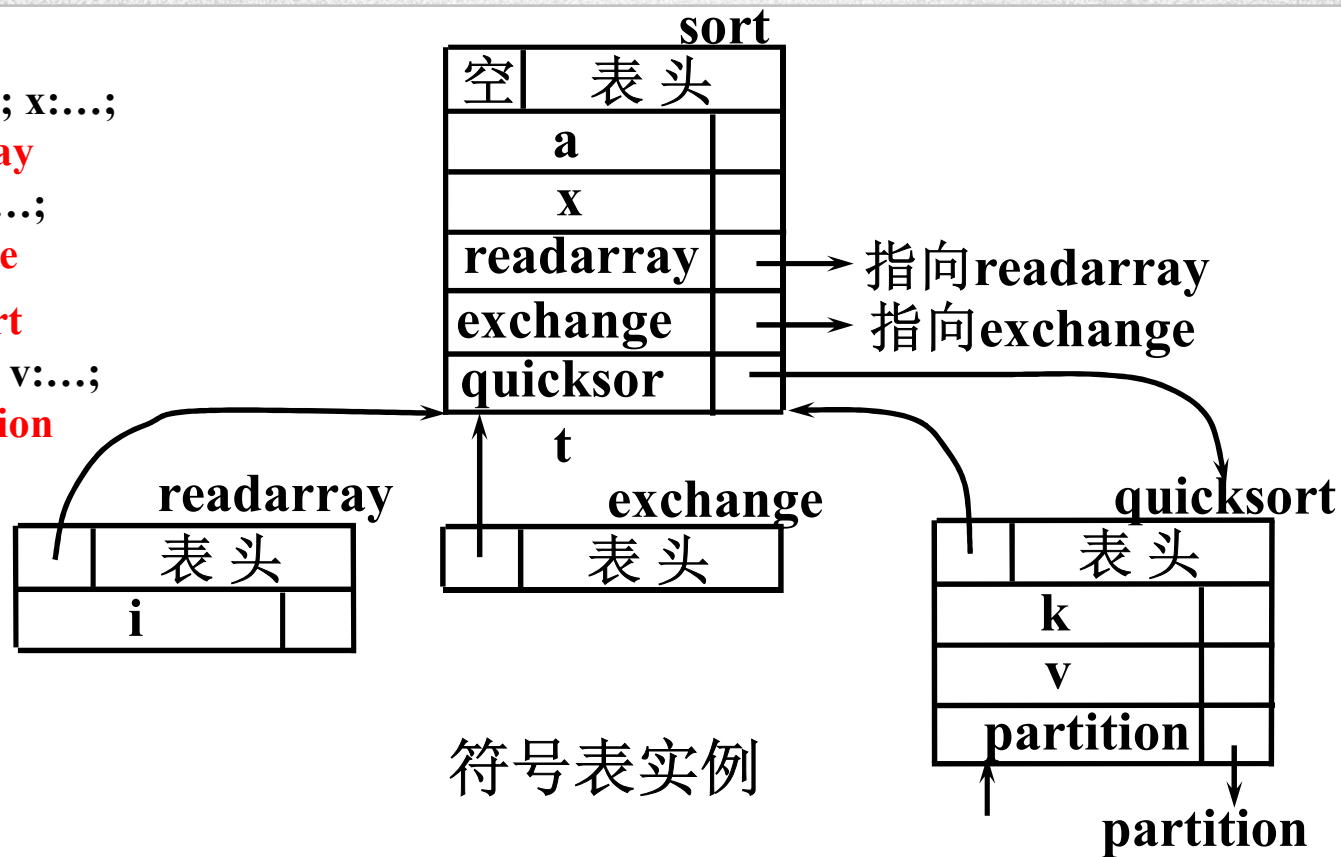 ; x:…;
ay
…;
e
rt
v:…;
ion
sort
空 表 头
a
x
readarray
exchange
quicksor
t
指向readarray
指向exchange
readarray
表 头
i
exchange
表 头
quicksort
表 头
k
v
partition
partition
符号表实例